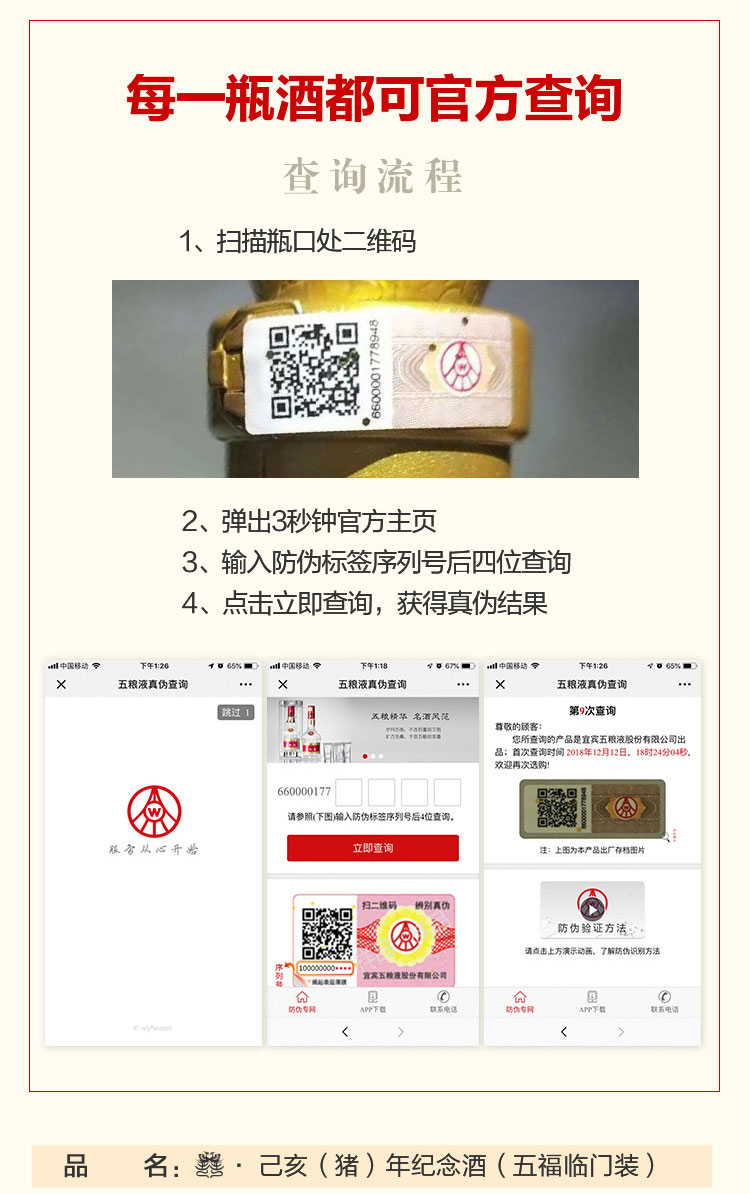 每一瓶酒都可官方查询
查询流程
1、扫描瓶口处二维码
6600001778948
W
2、弹出3秒钟官方主页
3、输入防伪标签序列号后四位查询
4、点击立即查询，获得真伪结果
中国移动 下午1:26 65%
五粮液真伪查询
跳过 1
W
服务从心开始
© wlyfw.com
中国移动 下午1:18 67%
五粮液真伪查询
五粮精华 名酒风范
660000177
请参照(下图)输入防伪标签序列号后4位查询。
立即查询
扫二维码 辨别真伪
序列号
100000000••••
揭起表品薄膜
宜宾五粮液股份有限公司
防伪专网 APP下载 联系电话
中国移动 下午1:26 65%
五粮液真伪查询
第9次查询
尊敬的顾客：
您所查询的产品是宜宾五粮液股份有限公司出
品；首次查询时间 2018年12月12日，18时24分04秒，
欢迎再次选购!
6600001778948
注：上图为本产品出厂存档图片
防伪验证方法
请点击上方演示动画，了解防伪识别方法
防伪专网 APP下载 联系电话
品 名：· 己亥（猪）年纪念酒（五福临门装）